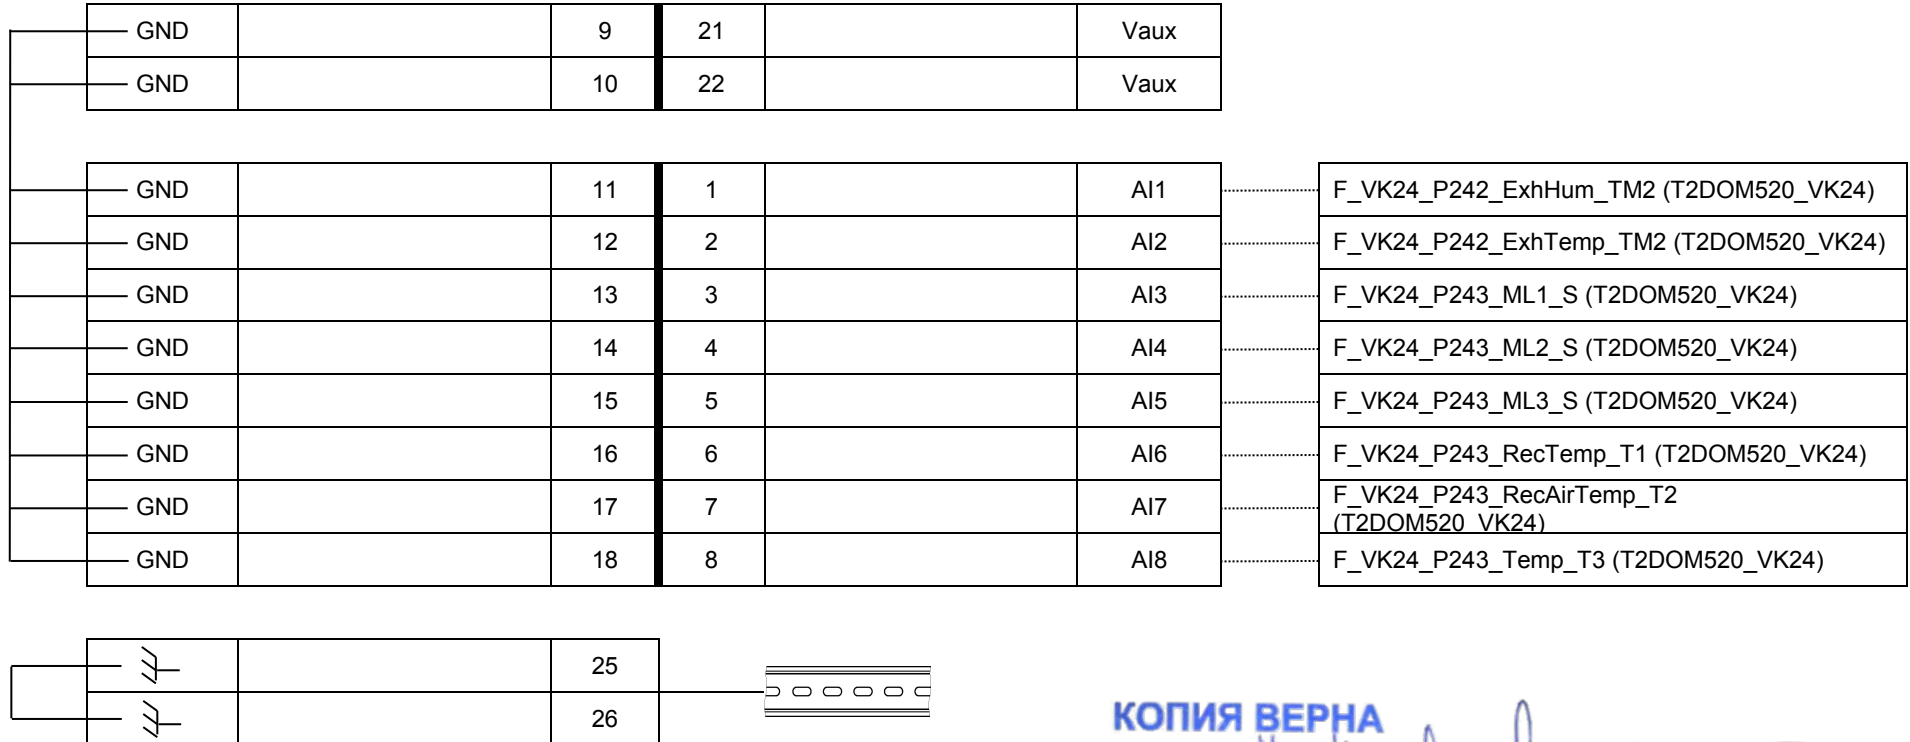 GND 9 21 Vaux
GND 10 22 Vaux
GND 11 1 AI1 F_VK24_P242_ExhHum_TM2 (T2DOM520_VK24)
GND 12 2 AI2 F_VK24_P242_ExhTemp_TM2 (T2DOM520_VK24)
GND 13 3 AI3 F_VK24_P243_ML1_S (T2DOM520_VK24)
GND 14 4 AI4 F_VK24_P243_ML2_S (T2DOM520_VK24)
GND 15 5 AI5 F_VK24_P243_ML3_S (T2DOM520_VK24)
GND 16 6 AI6 F_VK24_P243_RecTemp_T1 (T2DOM520_VK24)
GND 17 7 AI7 F_VK24_P243_RecAirTemp_T2
(T2DOM520_VK24)
GND 18 8 AI8 F_VK24_P243_Temp_T3 (T2DOM520_VK24)
25
26
КОПИЯ ВЕРНА